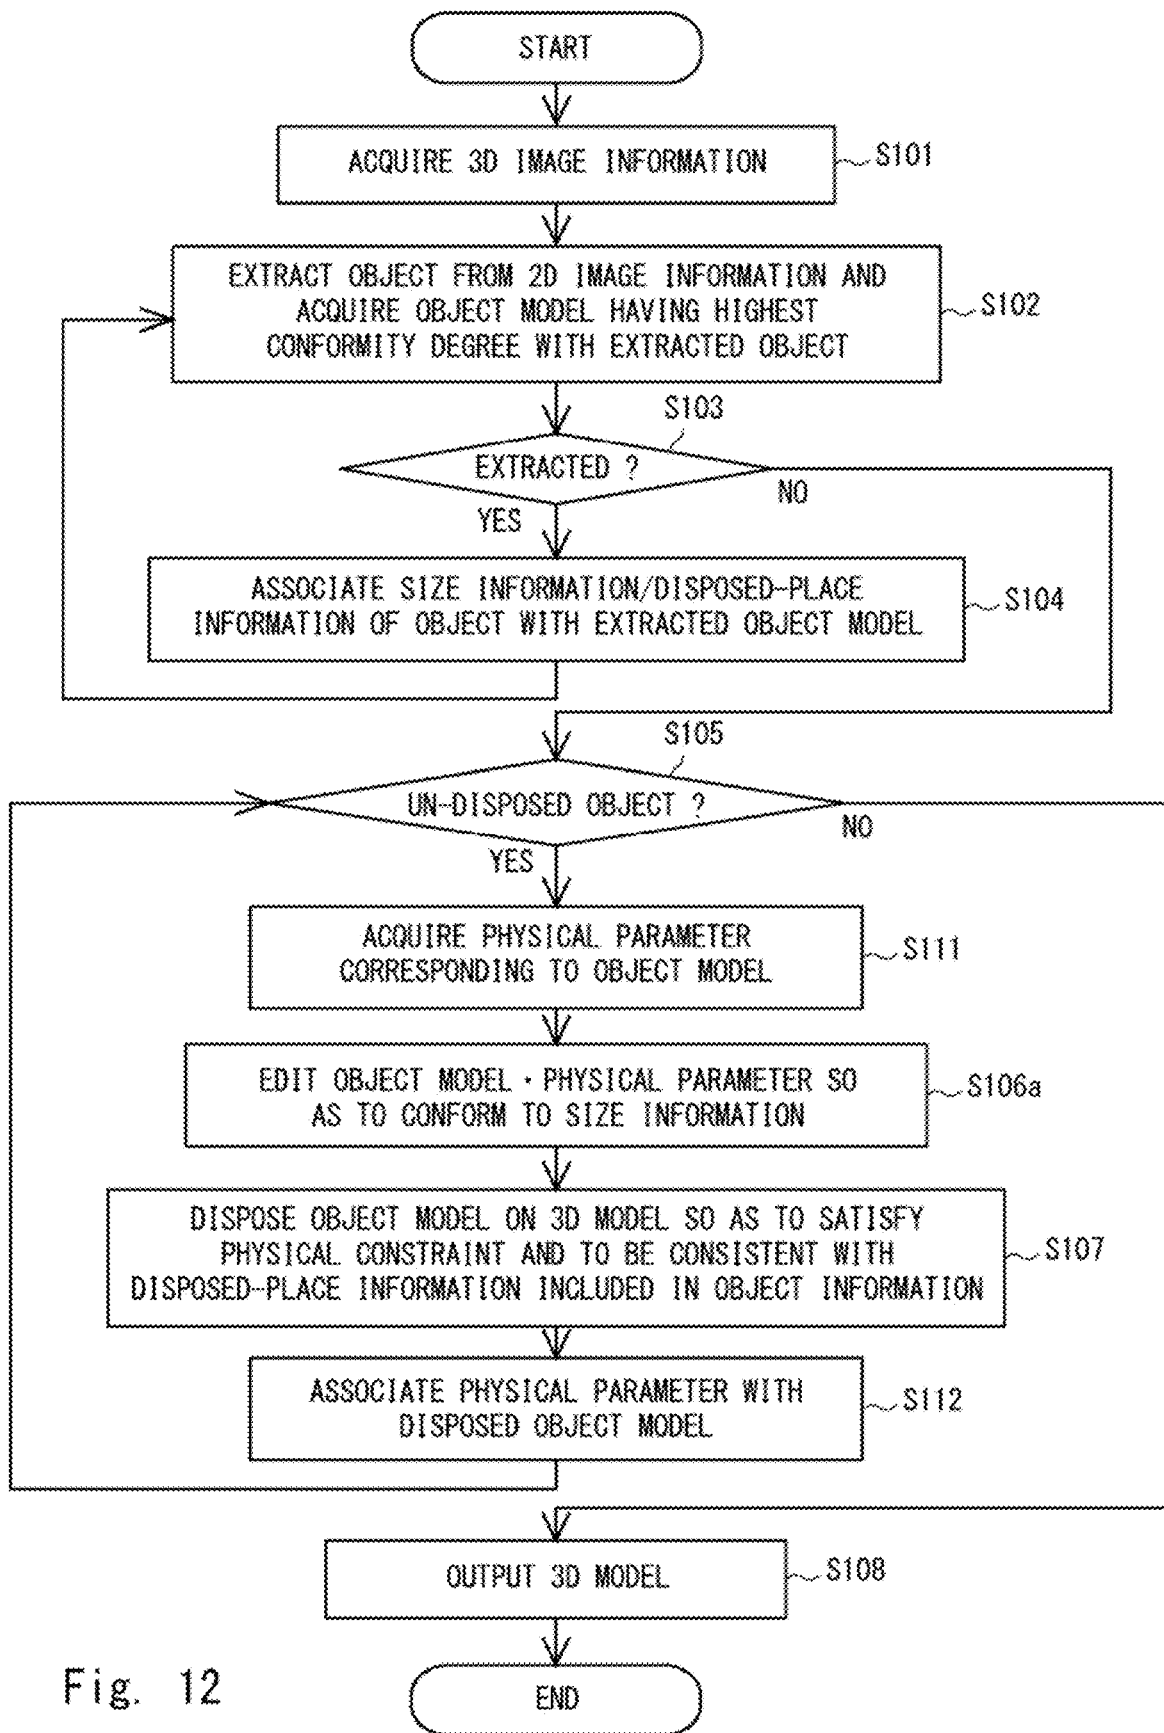 START
ACQUIRE 3D IMAGE INFORMATION
S101
EXTRACT OBJECT FROM 2D IMAGE INFORMATION AND
ACQUIRE OBJECT MODEL HAVING HIGHEST
CONFORMITY DEGREE WITH EXTRACTED OBJECT
S102
S103
EXTRACTED ?
NO
YES
ASSOCIATE SIZE INFORMATION/DISPOSED-PLACE
INFORMATION OF OBJECT WITH EXTRACTED OBJECT MODEL
S104
S105
UN-DISPOSED OBJECT ?
NO
YES
ACQUIRE PHYSICAL PARAMETER
CORRESPONDING TO OBJECT MODEL
S111
EDIT OBJECT MODEL・PHYSICAL PARAMETER SO
AS TO CONFORM TO SIZE INFORMATION
S106a
DISPOSE OBJECT MODEL ON 3D MODEL SO AS TO SATISFY
PHYSICAL CONSTRAINT AND TO BE CONSISTENT WITH
DISPOSED-PLACE INFORMATION INCLUDED IN OBJECT INFORMATION
S107
ASSOCIATE PHYSICAL PARAMETER WITH
DISPOSED OBJECT MODEL
S112
OUTPUT 3D MODEL
S108
END
Fig. 12